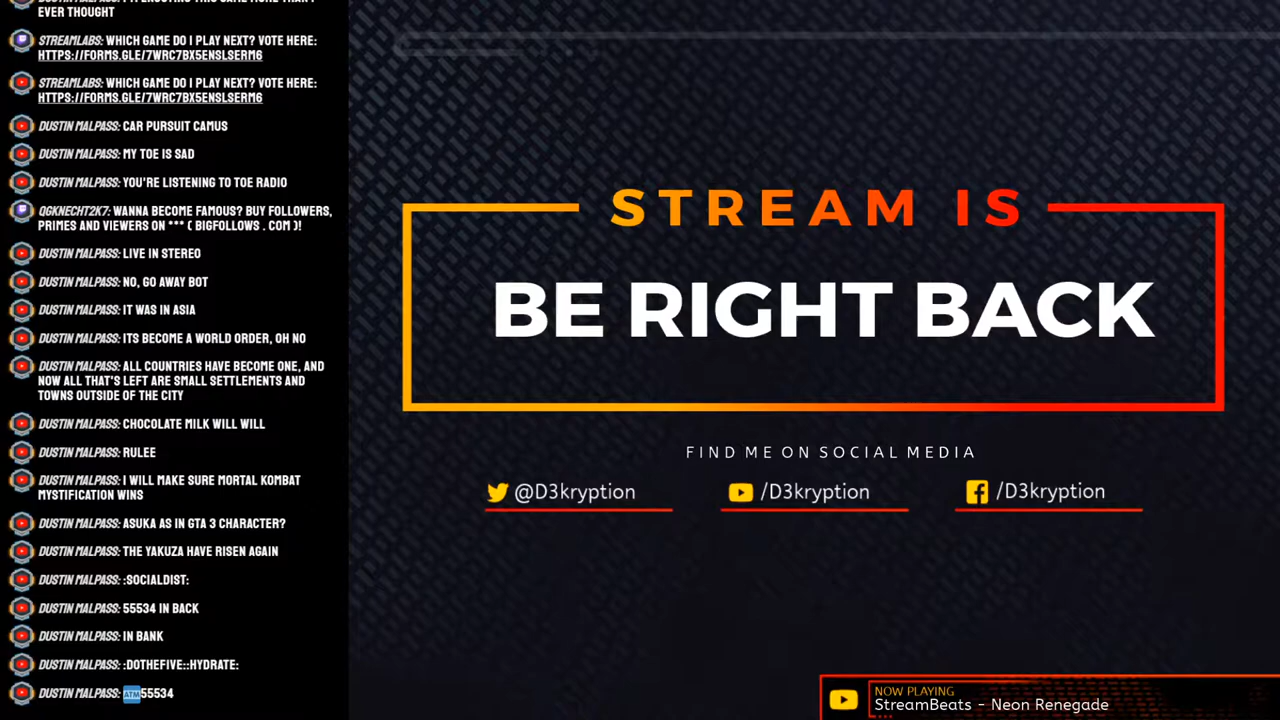 EVER THOUGHT
STREAMLABS: WHICH GAME DO I PLAY NEXT? VOTE HERE:
HTTPS://FORMS.GLE/7WRC7BX5ENSLSERM6
STREAMLABS: WHICH GAME DO I PLAY NEXT? VOTE HERE:
HTTPS://FORMS.GLE/7WRC7BX5ENSLSERM6
DUSTIN MALPASS: CAR PURSUIT CAMUS
DUSTIN MALPASS: MY TOE IS SAD
DUSTIN MALPASS: YOU'RE LISTENING TO TOE RADIO
QGKNECHT2K7: WANNA BECOME FAMOUS? BUY FOLLOWERS,
PRIMES AND VIEWERS ON *** ( BIGFOLLOWS . COM )!
DUSTIN MALPASS: LIVE IN STEREO
DUSTIN MALPASS: NO, GO AWAY BOT
DUSTIN MALPASS: IT WAS IN ASIA
DUSTIN MALPASS: ITS BECOME A WORLD ORDER, OH NO
DUSTIN MALPASS: ALL COUNTRIES HAVE BECOME ONE, AND
NOW ALL THAT'S LEFT ARE SMALL SETTLEMENTS AND
TOWNS OUTSIDE OF THE CITY
DUSTIN MALPASS: CHOCOLATE MILK WILL WILL
DUSTIN MALPASS: RULEE
DUSTIN MALPASS: I WILL MAKE SURE MORTAL KOMBAT
MYSTIFICATION WINS
DUSTIN MALPASS: ASUKA AS IN GTA 3 CHARACTER?
DUSTIN MALPASS: THE YAKUZA HAVE RISEN AGAIN
DUSTIN MALPASS: :SOCIALDIST:
DUSTIN MALPASS: 55534 IN BACK
DUSTIN MALPASS: IN BANK
DUSTIN MALPASS: :DOTHEFIVE::HYDRATE:
DUSTIN MALPASS: ATM 55534
STREAM IS
BE RIGHT BACK
FIND ME ON SOCIAL MEDIA
@D3kryption
/D3kryption
/D3kryption
NOW PLAYING
StreamBeats - Neon Renegade